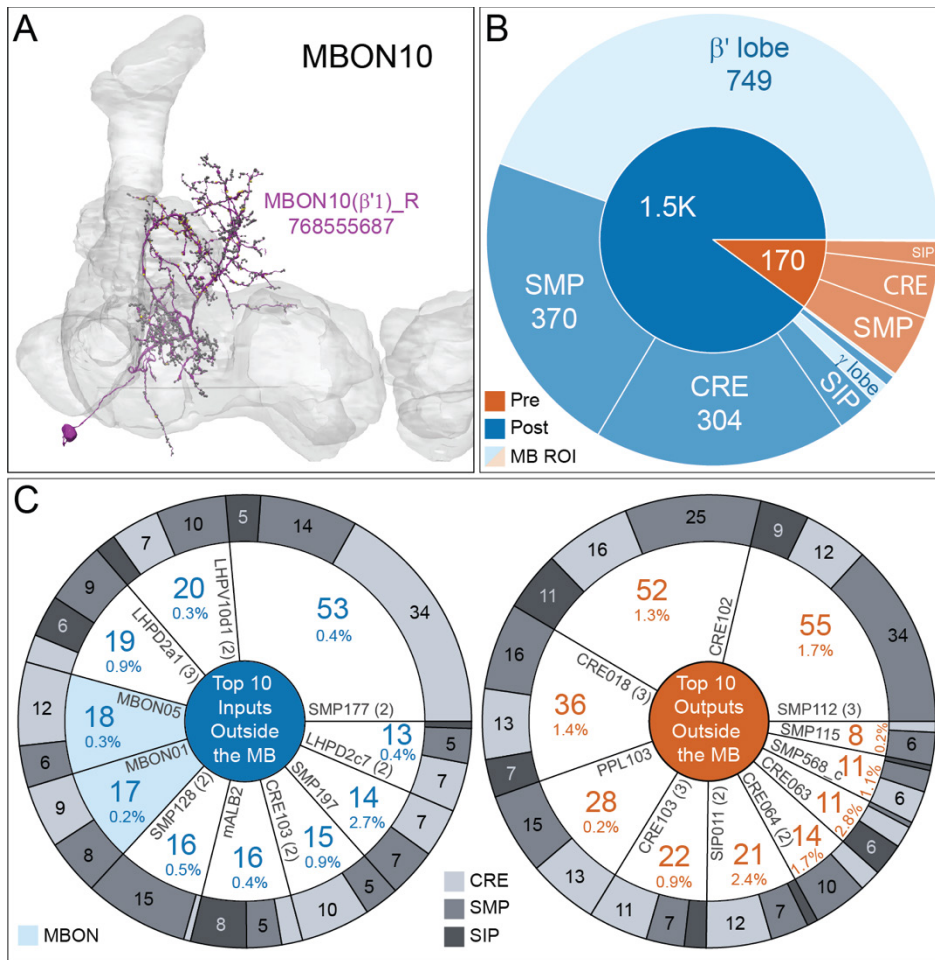 A
MBON10
MBON10(β'1)_R
768555687
B
β' lobe
749
1.5K
170
SIP
CRE
SMP
γ lobe
SIP
CRE
304
SMP
370
Pre
Post
MB ROI
C
Top 10
Inputs
Outside
the MB
SMP177 (2)
53
0.4%
34
14
5
LHPV10d1 (2)
20
0.3%
10
7
LHPD2a1 (3)
19
0.9%
9
6
MBON05
18
0.3%
12
6
MBON01
17
0.2%
9
8
SMP128 (2)
16
0.5%
15
mALB2
16
0.4%
8
5
CRE103 (2)
15
0.9%
10
5
SMP197
14
2.7%
7
7
LHPD2c7 (2)
13
0.4%
7
5
MBON
CRE
SMP
SIP
Top 10
Outputs
Outside
the MB
SMP112 (3)
55
1.7%
34
12
9
CRE102
52
1.3%
25
16
11
CRE018 (3)
36
1.4%
16
13
7
PPL103
28
0.2%
15
13
CRE103 (3)
22
0.9%
11
7
SIP011 (2)
21
2.4%
12
7
CRE064 (2)
14
1.7%
10
CRE063
11
2.8%
6
SMP568_c
11
1.1%
6
SMP115
8
0.2%
6